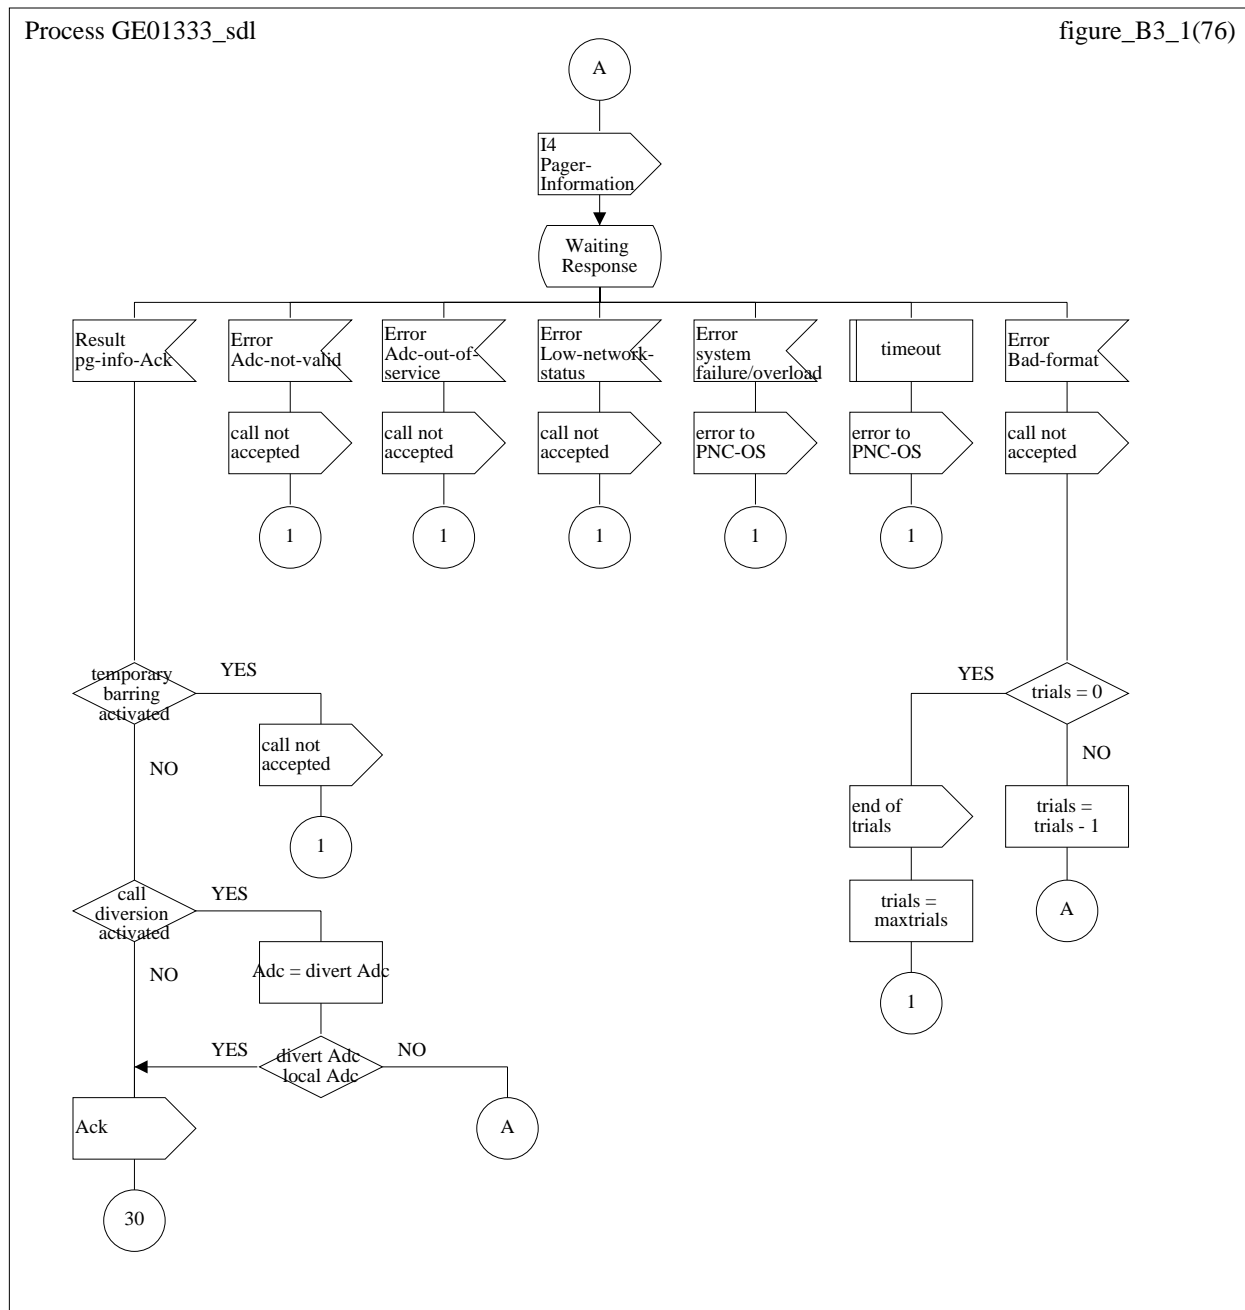 Process GE01333_sdl
figure_B3_1(76)
A
I4
Pager-
Information
Waiting
Response
Result
pg-info-Ack
Error
Adc-not-valid
Error
Adc-out-of-
service
Error
Low-network-
status
Error
system
failure/overload
timeout
Error
Bad-format
call not
accepted
call not
accepted
call not
accepted
error to
PNC-OS
error to
PNC-OS
call not
accepted
1
1
1
1
1
temporary
barring
activated
YES
NO
call not
accepted
1
YES
trials = 0
NO
end of
trials
trials =
trials - 1
trials =
maxtrials
A
1
call
diversion
activated
YES
NO
Adc = divert Adc
YES
divert Adc
local Adc
NO
Ack
A
30